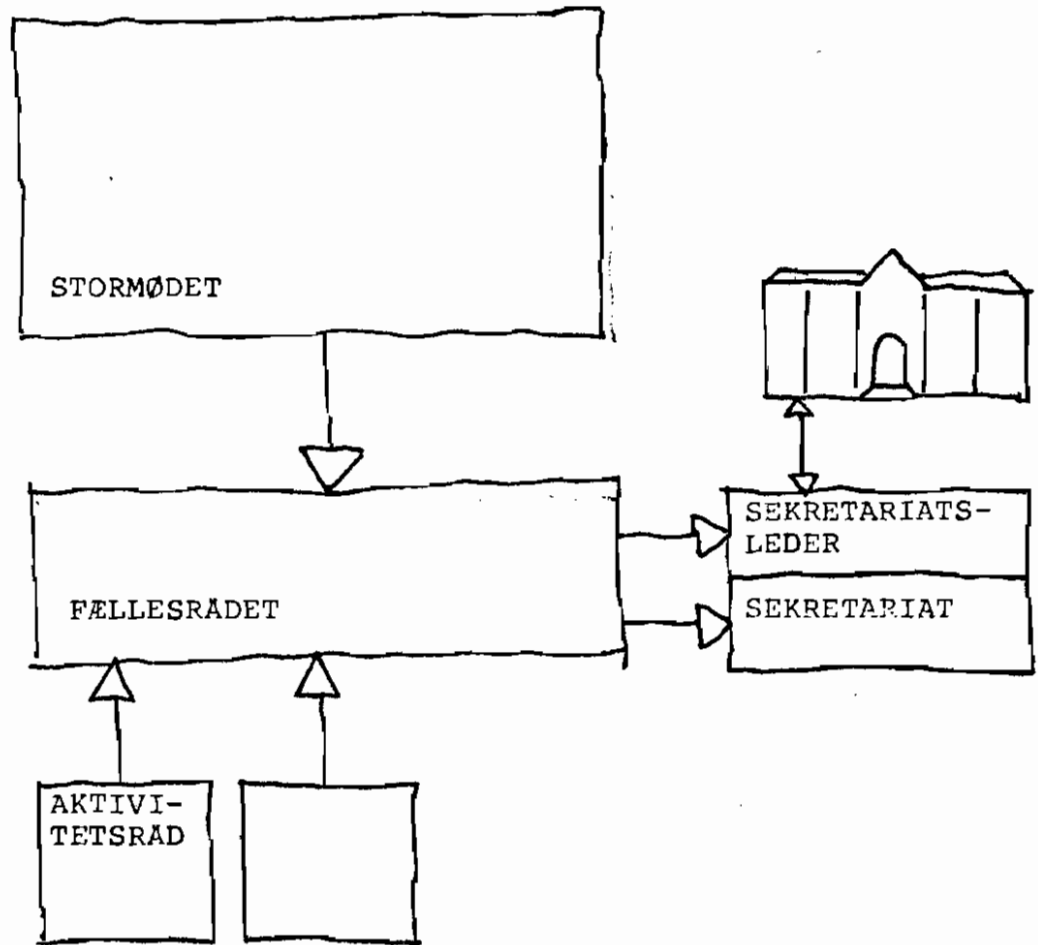 STORMØDET
SEKRETARIATS-
LEDER
FÆLLESRÅDET
SEKRETARIAT
AKTIVI-
TETSRÅD